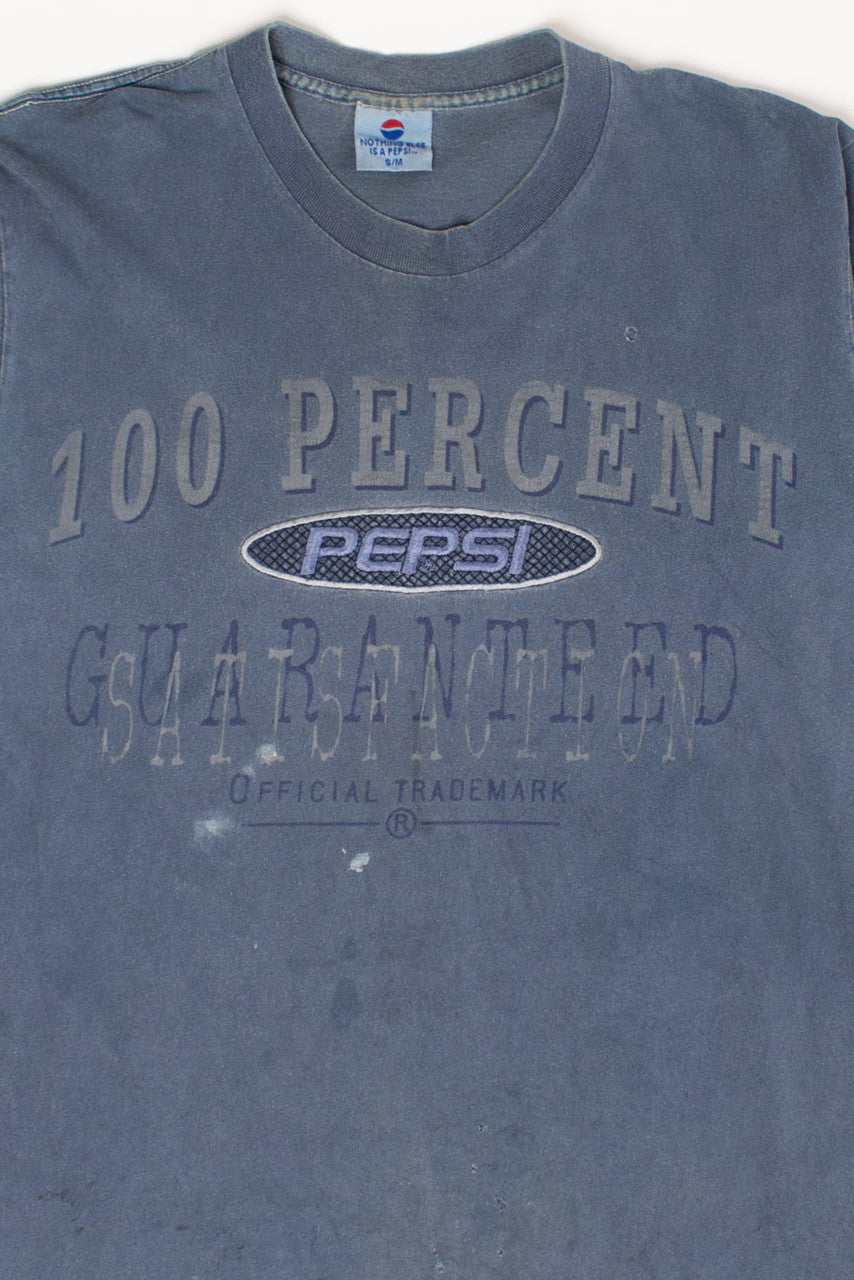 NOTHING ELSE
IS A PEPSI
S/M
100 PERCENT
PEPSI
GUARANTEED
SATISFACTION
OFFICIAL TRADEMARK
®